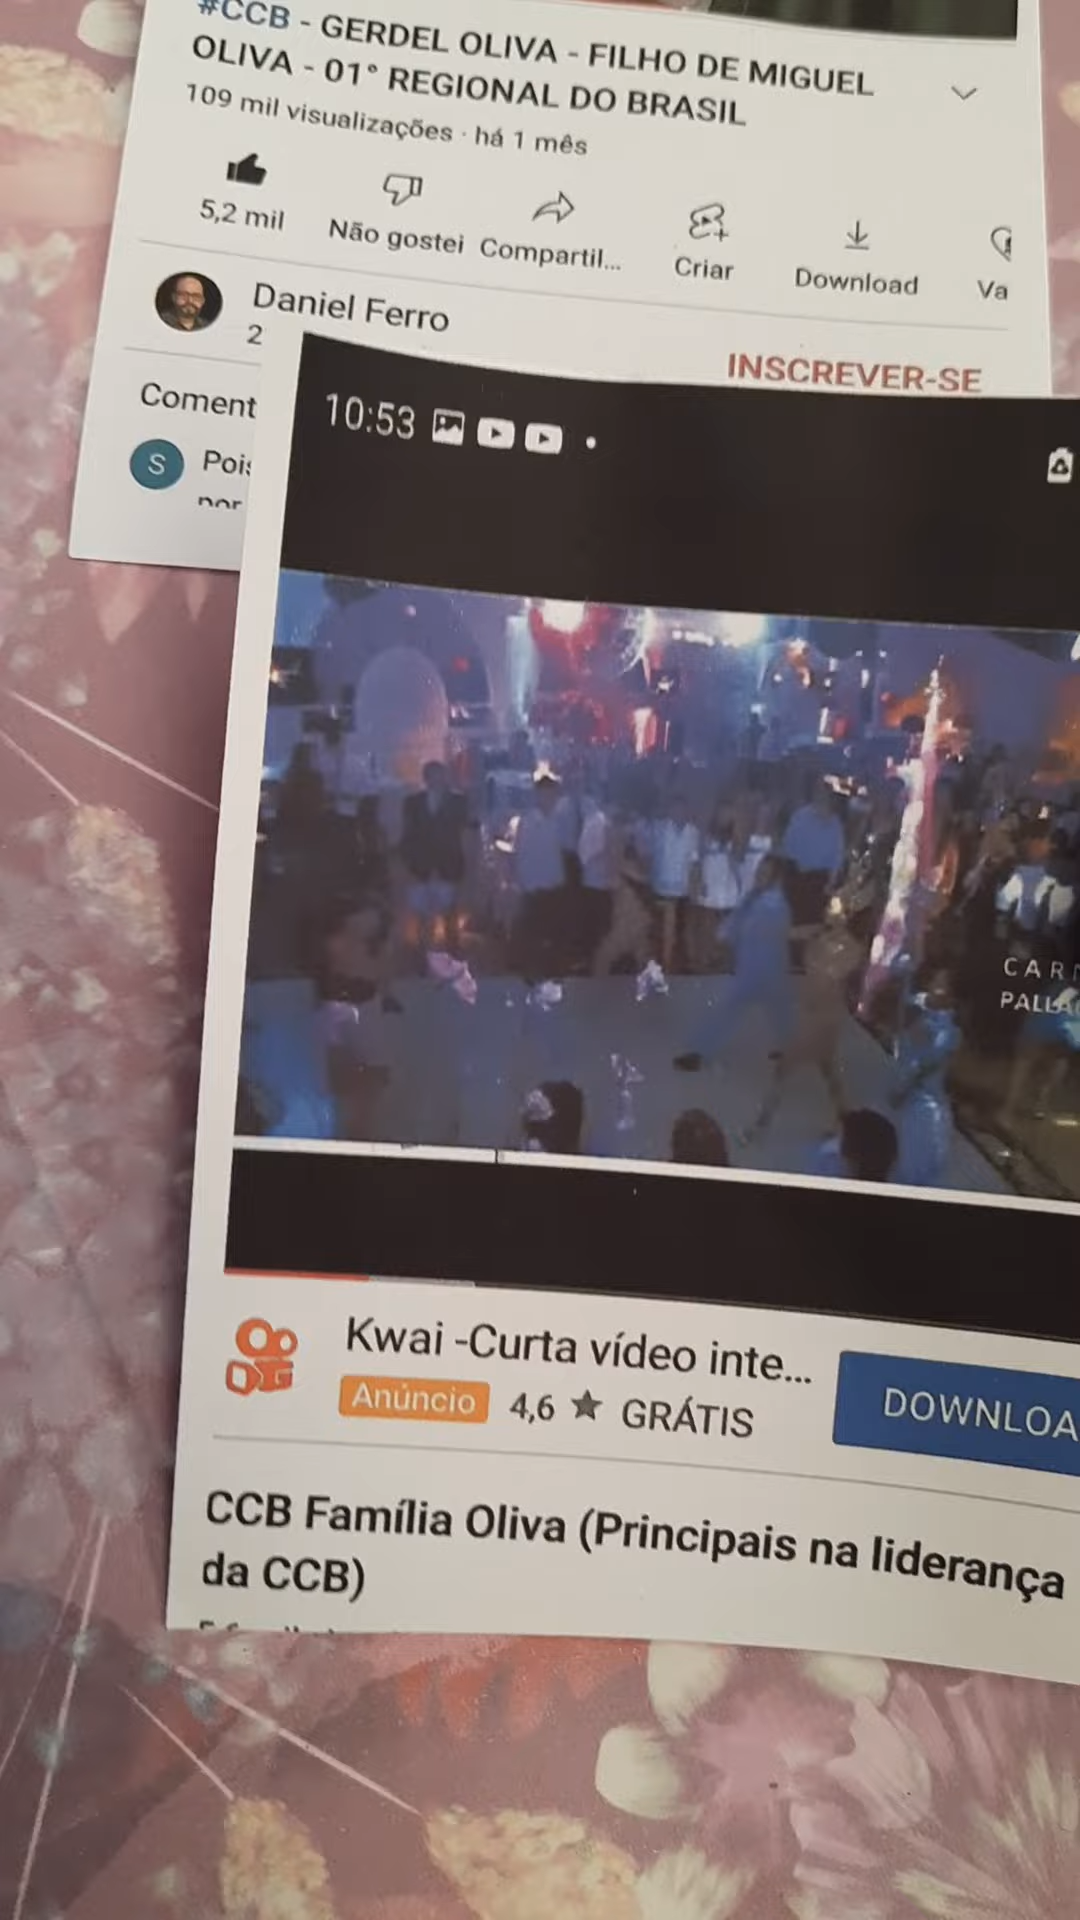 #CCB - GERDEL OLIVA - FILHO DE MIGUEL
OLIVA - 01° REGIONAL DO BRASIL
109 mil visualizações · há 1 mês
5,2 mil
Não gostei
Compartil...
Criar
Download
Va
Daniel Ferro
2
INSCREVER-SE
Coment
S
Pois
por
10:53
CAR
PALLA
Kwai -Curta vídeo inte...
Anúncio 4,6 ★ GRÁTIS
DOWNLOA
CCB Família Oliva (Principais na liderança
da CCB)